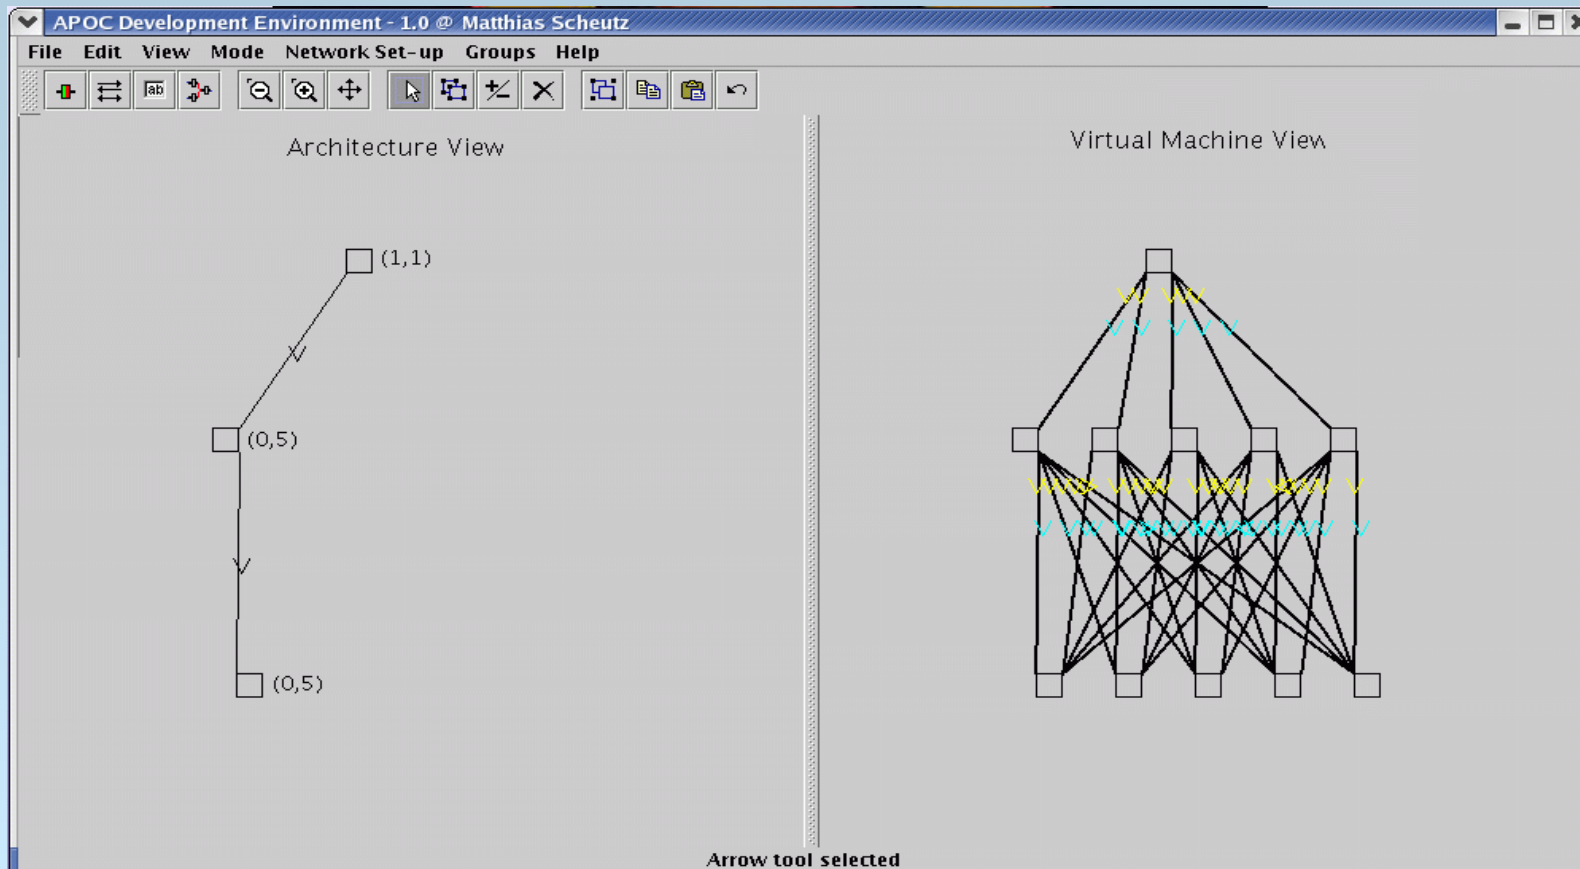 APOC Development Environment - 1.0 @ Matthias Scheutz
File Edit View Mode Network Set-up Groups Help
ab
Architecture View
Virtual Machine View
(1,1)
(0,5)
(0,5)
Arrow tool selected